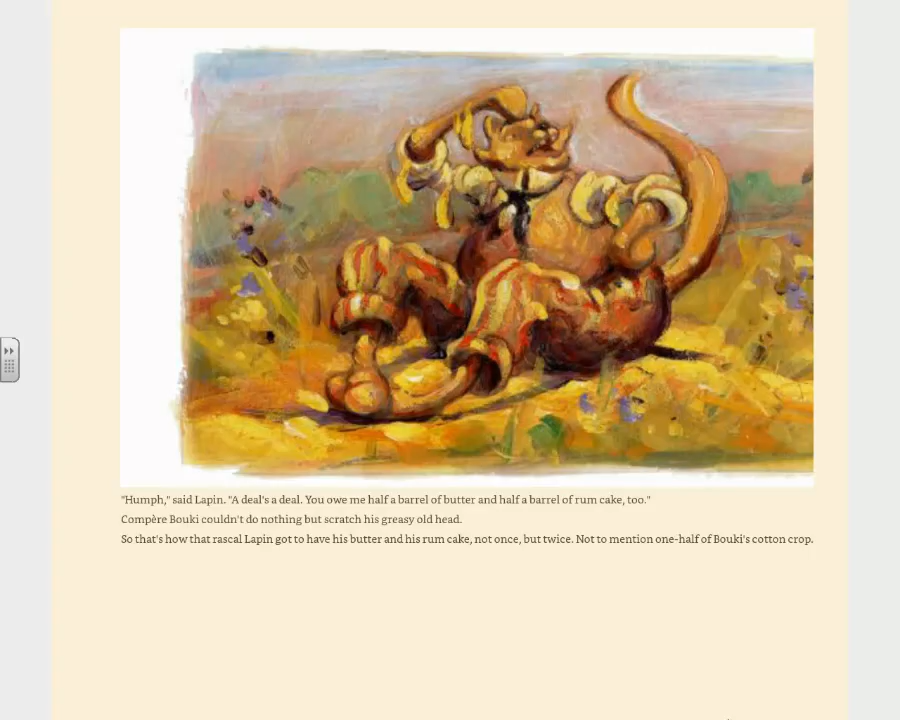 "Humph," said Lapin. "A deal's a deal. You owe me half a barrel of butter and half a barrel of rum cake, too."
Compère Bouki couldn't do nothing but scratch his greasy old head.
So that's how that rascal Lapin got to have his butter and his rum cake, not once, but twice. Not to mention one-half of Bouki's cotton crop.